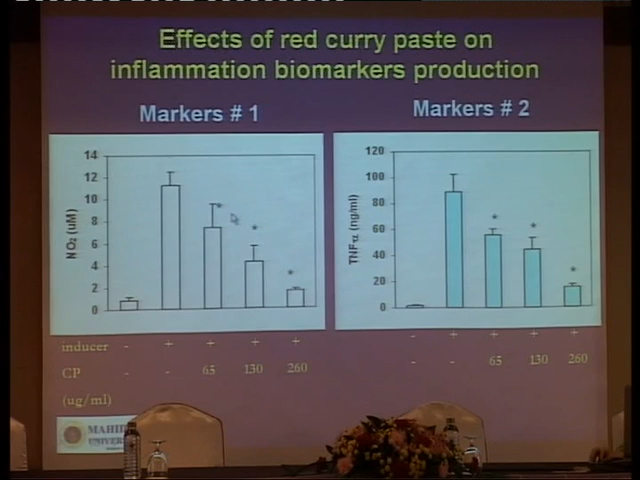 Effects of red curry paste on
inflammation biomarkers production
Markers # 1
Markers # 2
NO₂ (uM)
14
12
10
8
6
4
2
0
*
*
*
TNFα (ng/ml)
120
100
80
60
40
20
0
*
*
*
inducer - + + + +
CP - - 65 130 260
(ug/ml)
- + + + +
- - 65 130 260